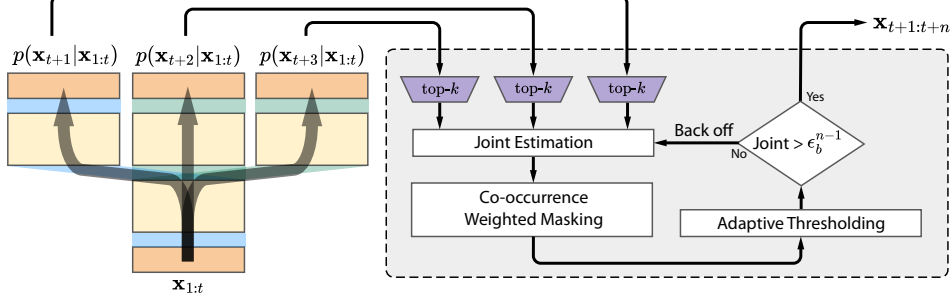 p(x_{t+1}|x_{1:t})
p(x_{t+2}|x_{1:t})
p(x_{t+3}|x_{1:t})
x_{1:t}
top-k
top-k
top-k
Joint Estimation
Co-occurrence
Weighted Masking
Adaptive Thresholding
Joint > ϵ_b^{n−1}
Back off
No
Yes
x_{t+1:t+n}